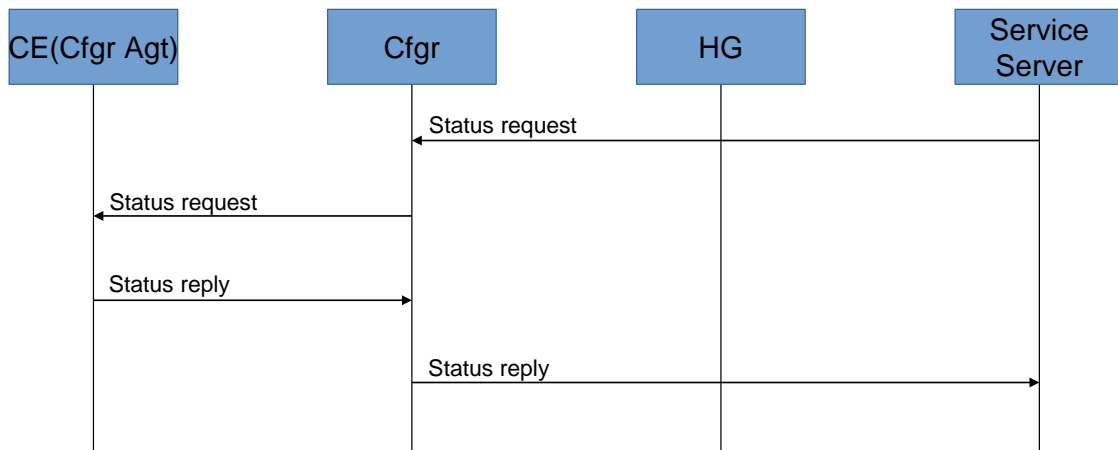 CE(Cfgr Agt)
Cfgr
HG
Service
Server
Status request
Status request
Status reply
Status reply